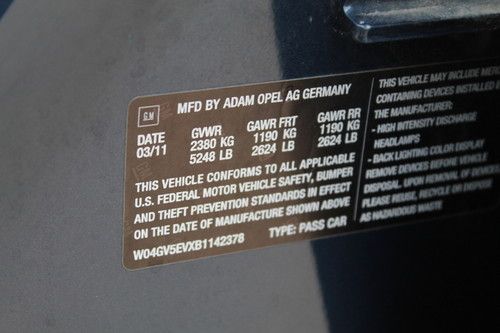 GM
MFD BY ADAM OPEL AG GERMANY
DATE GVWR GAWR FRT GAWR RR
03/11 2380 KG 1190 KG 1190 KG
5248 LB 2624 LB 2624 LB
THIS VEHICLE CONFORMS TO ALL APPLICABLE
U.S. FEDERAL MOTOR VEHICLE SAFETY, BUMPER
AND THEFT PREVENTION STANDARDS IN EFFECT
ON THE DATE OF MANUFACTURE SHOWN ABOVE
W04GV5EVXB1142378 TYPE: PASS CAR
THIS VEHICLE MAY INCLUDE
CONTAINING DEVICES INSTALLED
THE MANUFACTURER:
- HIGH INTENSITY DISCHARGE
HEADLAMPS
- BACK LIGHTING COLOR DISPLAY
REMOVE DEVICES BEFORE VEHICLE
DISPOSAL. UPON REMOVAL OF DEVICES
PLEASE REUSE, RECYCLE OR DISPOSE
AS HAZARDOUS WASTE